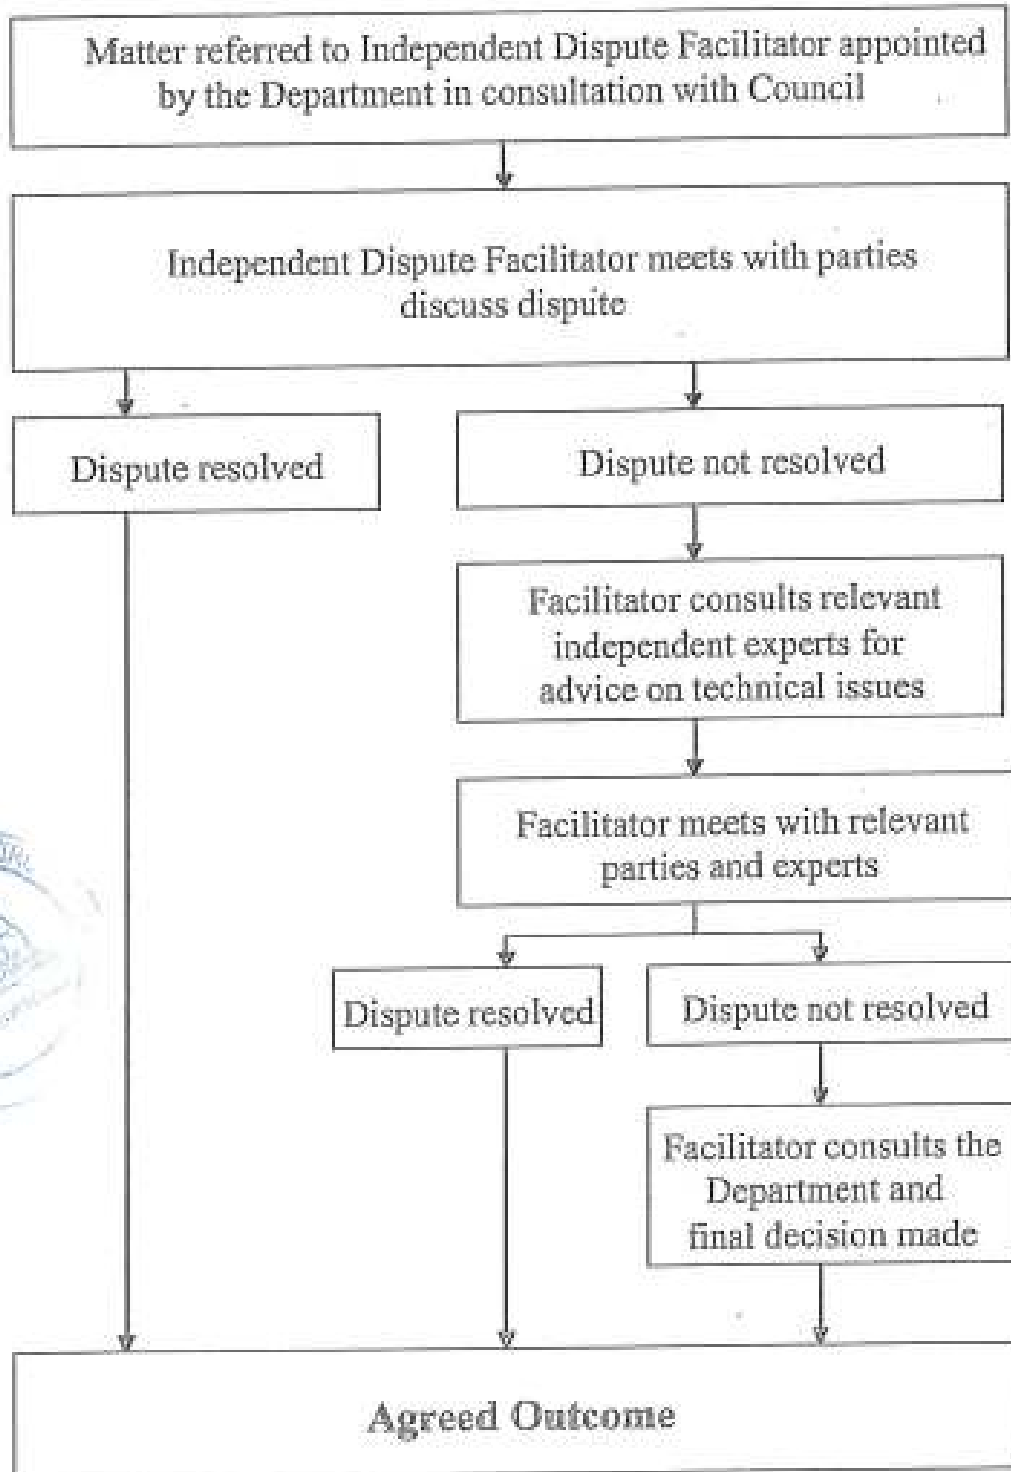 Matter referred to Independent Dispute Facilitator appointed
by the Department in consultation with Council
Independent Dispute Facilitator meets with parties
discuss dispute
Dispute resolved
Dispute not resolved
Facilitator consults relevant
independent experts for
advice on technical issues
Facilitator meets with relevant
parties and experts
Dispute resolved
Dispute not resolved
Facilitator consults the
Department and
final decision made
Agreed Outcome